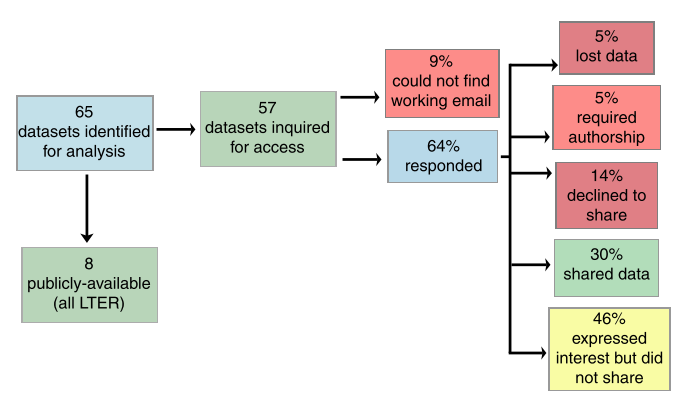 65
datasets identified
for analysis
8
publicly-available
(all LTER)
57
datasets inquired
for access
9%
could not find
working email
64%
responded
5%
lost data
5%
required
authorship
14%
declined to
share
30%
shared data
46%
expressed
interest but did
not share